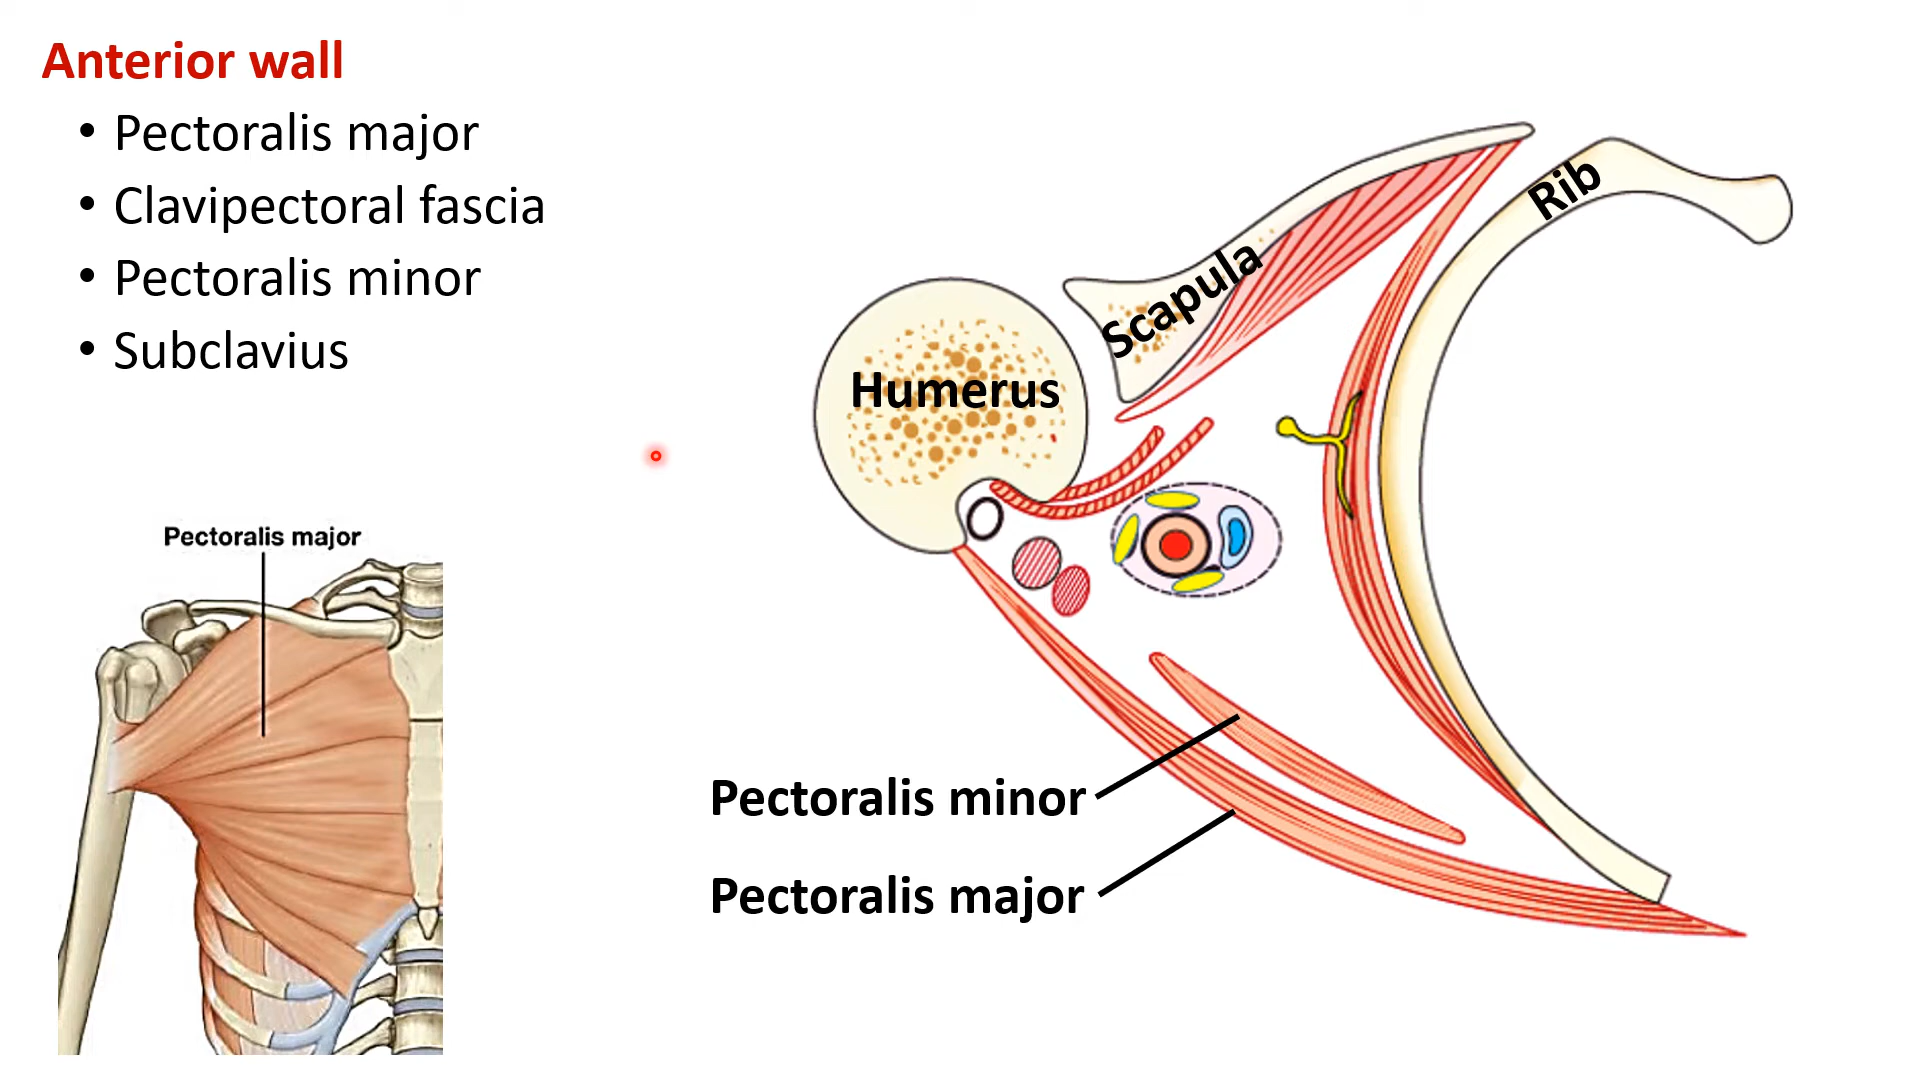 Anterior wall
• Pectoralis major
• Clavipectoral fascia
• Pectoralis minor
• Subclavius
Pectoralis major
Rib
Scapula
Humerus
Pectoralis minor
Pectoralis major